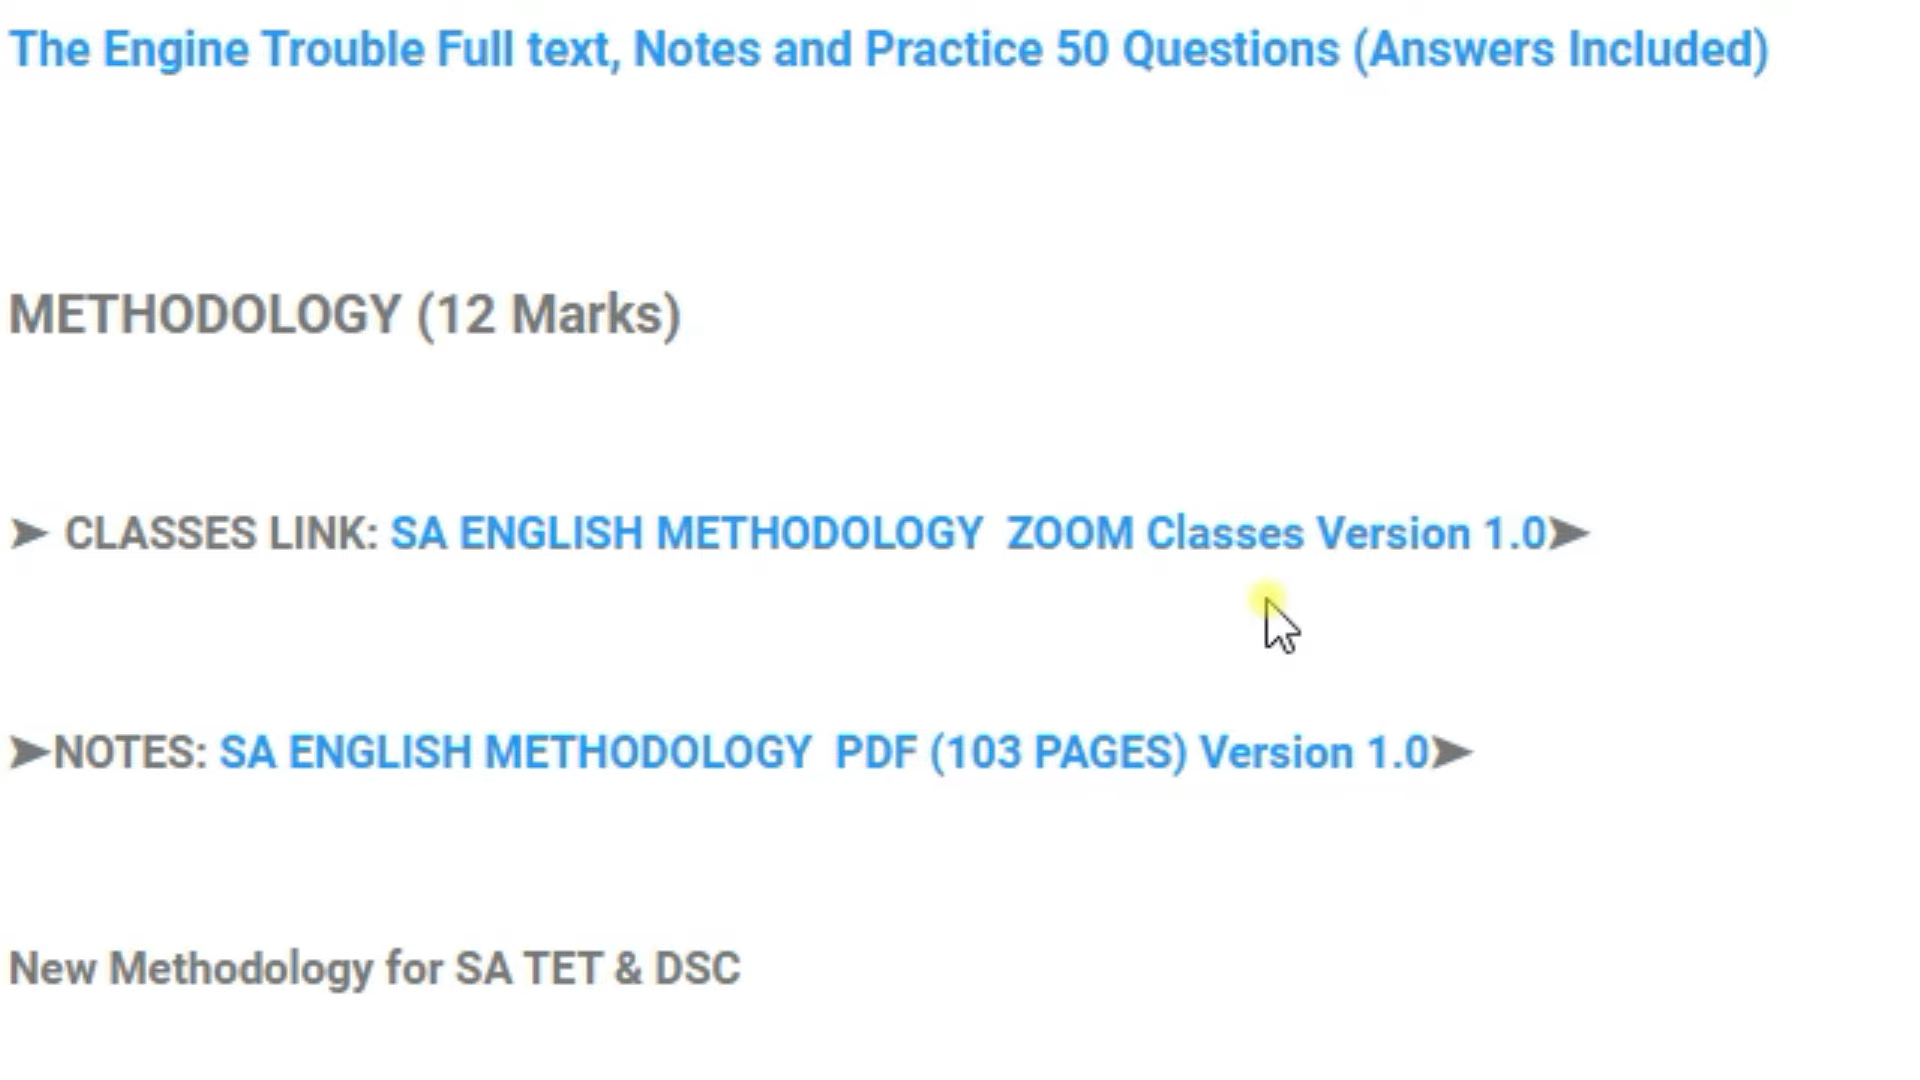 The Engine Trouble Full text, Notes and Practice 50 Questions (Answers Included)
METHODOLOGY (12 Marks)
➤ CLASSES LINK: SA ENGLISH METHODOLOGY  ZOOM Classes Version 1.0➤
➤NOTES: SA ENGLISH METHODOLOGY  PDF (103 PAGES) Version 1.0➤
New Methodology for SA TET & DSC